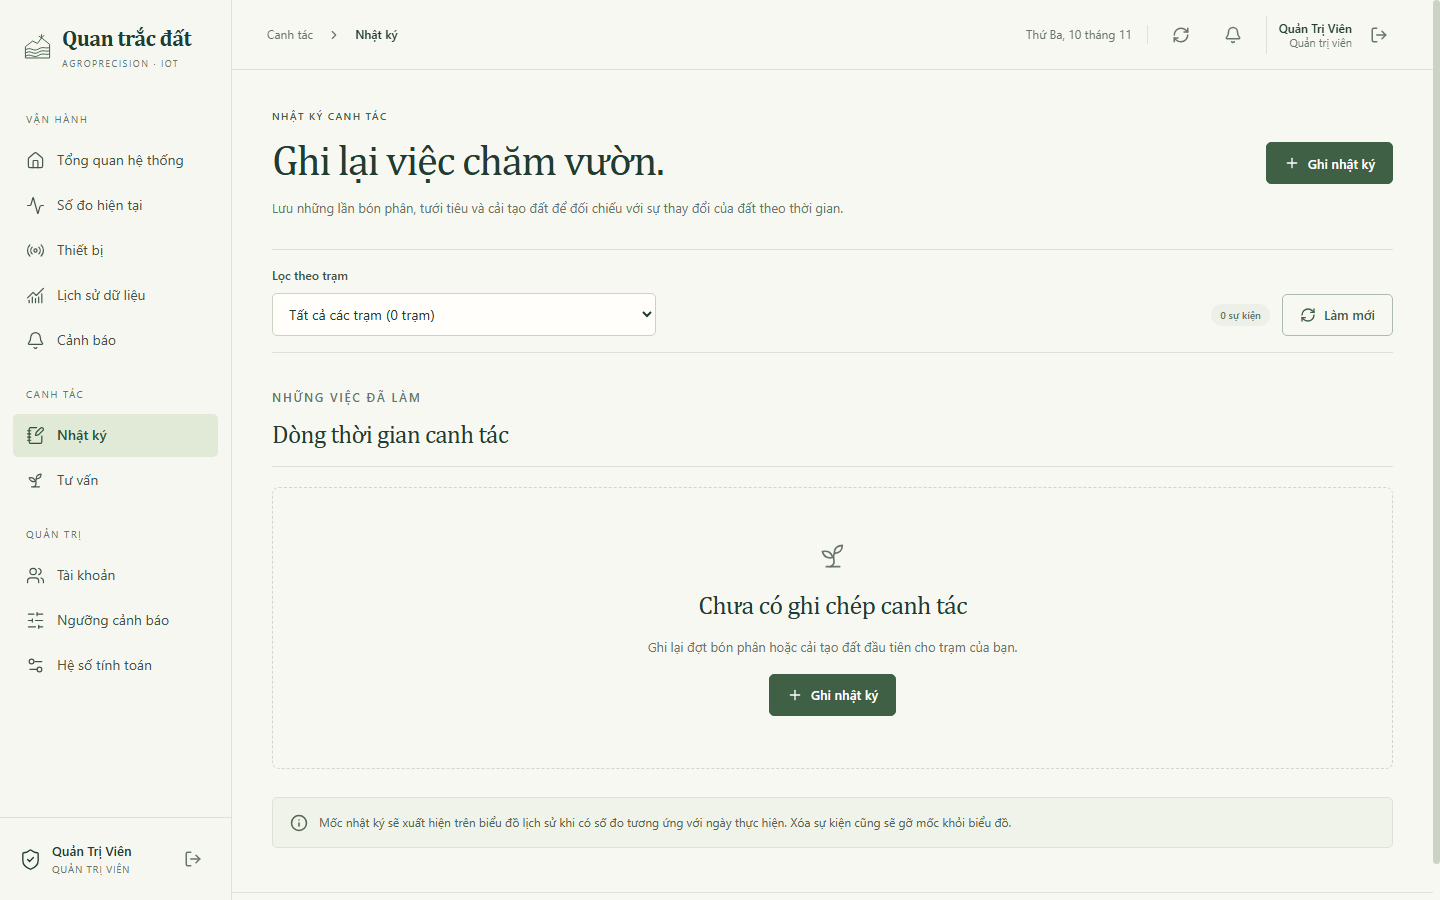 Quan trắc đất
AGROPRECISION · IOT
VẬN HÀNH
Tổng quan hệ thống
Số đo hiện tại
Thiết bị
Lịch sử dữ liệu
Cảnh báo
CANH TÁC
Nhật ký
Tư vấn
QUẢN TRỊ
Tài khoản
Ngưỡng cảnh báo
Hệ số tính toán
Quản Trị Viên
QUẢN TRỊ VIÊN
Canh tác > Nhật ký
Thứ Ba, 10 tháng 11
Quản Trị Viên
Quản trị viên
NHẬT KÝ CANH TÁC
Ghi lại việc chăm vườn.
Ghi nhật ký
Lưu những lần bón phân, tưới tiêu và cải tạo đất để đối chiếu với sự thay đổi của đất theo thời gian.
Lọc theo trạm
Tất cả các trạm (0 trạm)
0 sự kiện
Làm mới
NHỮNG VIỆC ĐÃ LÀM
Dòng thời gian canh tác
Chưa có ghi chép canh tác
Ghi lại đợt bón phân hoặc cải tạo đất đầu tiên cho trạm của bạn.
Ghi nhật ký
Mốc nhật ký sẽ xuất hiện trên biểu đồ lịch sử khi có số đo tương ứng với ngày thực hiện. Xóa sự kiện cũng sẽ gỡ mốc khỏi biểu đồ.